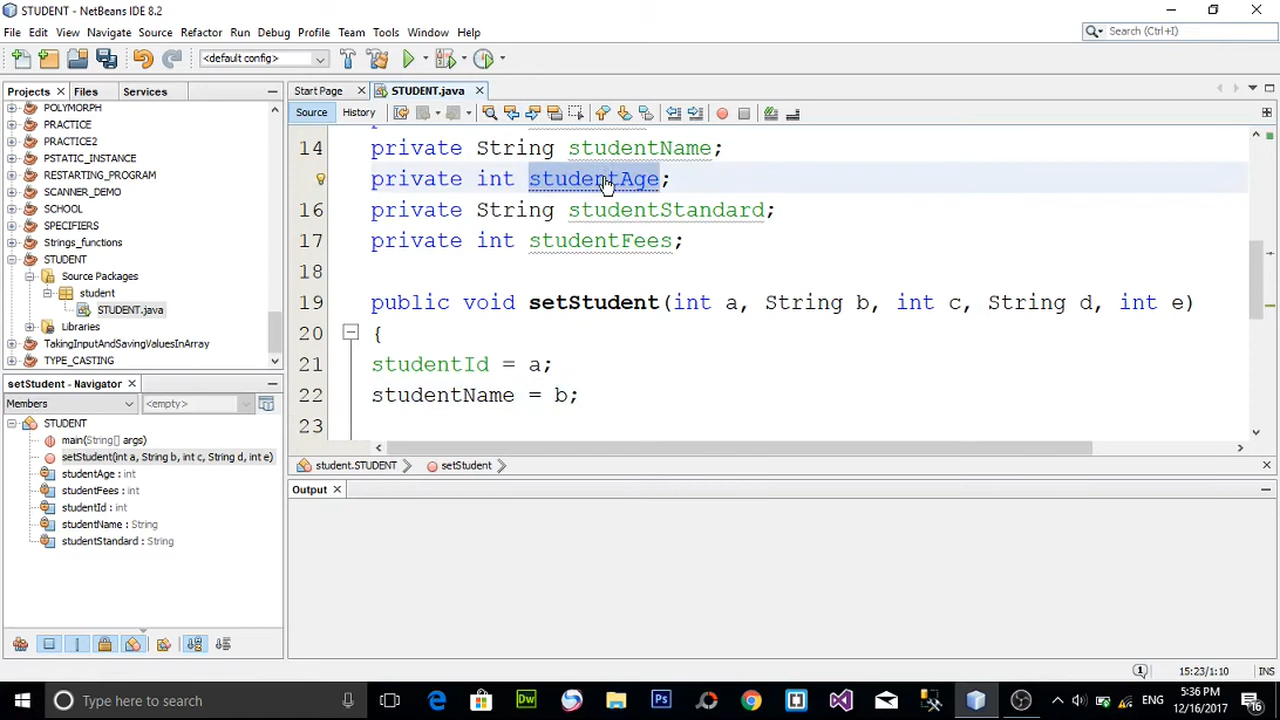 STUDENT - NetBeans IDE 8.2
File Edit View Navigate Source Refactor Run Debug Profile Team Tools Window Help
Search (Ctrl+I)
<default config>
Projects Files Services
Start Page STUDENT.java
Source History
POLYMORPH
PRACTICE
PRACTICE2
PSTATIC_INSTANCE
RESTARTING_PROGRAM
SCANNER_DEMO
SCHOOL
SPECIFIERS
Strings_functions
STUDENT
Source Packages
student
STUDENT.java
Libraries
TakingInputAndSavingValuesInArray
TYPE_CASTING
14 private String studentName;
private int studentAge;
16 private String studentStandard;
17 private int studentFees;
18
19 public void setStudent(int a, String b, int c, String d, int e)
20 {
21 studentId = a;
22 studentName = b;
23
setStudent - Navigator
Members <empty>
STUDENT
main(String[] args)
setStudent(int a, String b, int c, String d, int e)
studentAge : int
studentFees : int
studentId : int
studentName : String
studentStandard : String
student.STUDENT setStudent
Output
1 15:23/1:10 INS
Type here to search
Dw
Ps
ENG
5:36 PM
12/16/2017
16